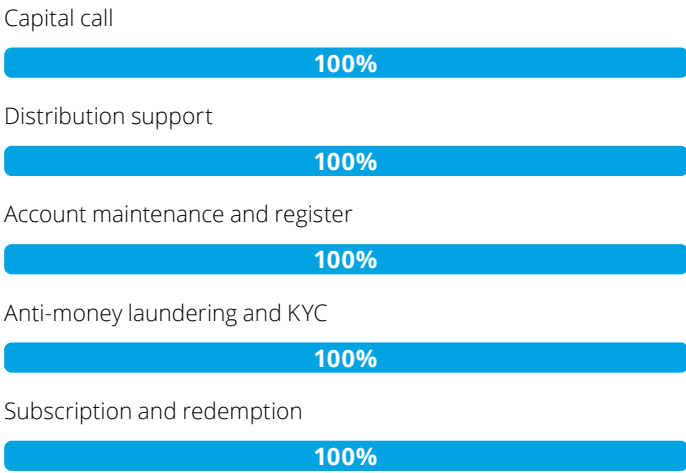 Capital call
100%
Distribution support
100%
Account maintenance and register
100%
Anti-money laundering and KYC
100%
Subscription and redemption
100%